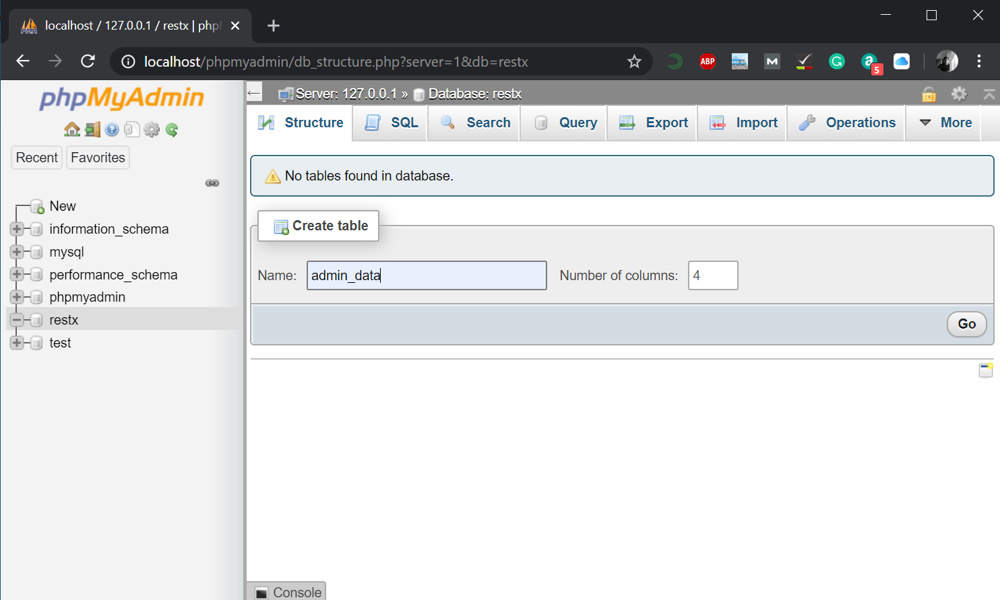 localhost / 127.0.0.1 / restx | php
localhost/phpmyadmin/db_structure.php?server=1&db=restx
ABP
M
G
a
5
phpMyAdmin
Recent
Favorites
New
information_schema
mysql
performance_schema
phpmyadmin
restx
test
Server: 127.0.0.1 » Database: restx
Structure
SQL
Search
Query
Export
Import
Operations
More
No tables found in database.
Create table
Name: admin_data Number of columns: 4
Go
Console